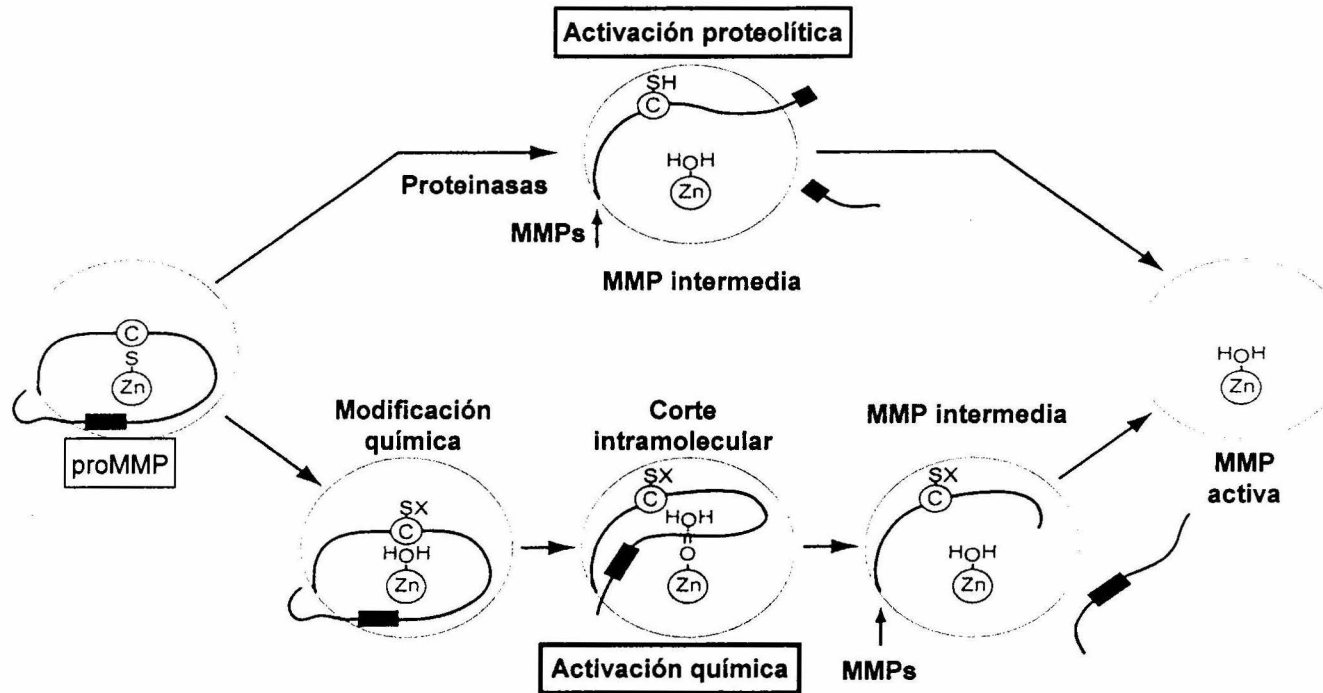 Activación proteolítica
SH
C
HOH
Zn
Proteinasas
MMPs
MMP intermedia
C
S
Zn
proMMP
HOH
Zn
MMP
activa
Modificación
química
SX
C
HOH
Zn
Corte
intramolecular
SX
C
HOH
O
Zn
Activación química
MMP intermedia
SX
C
HOH
Zn
MMPs